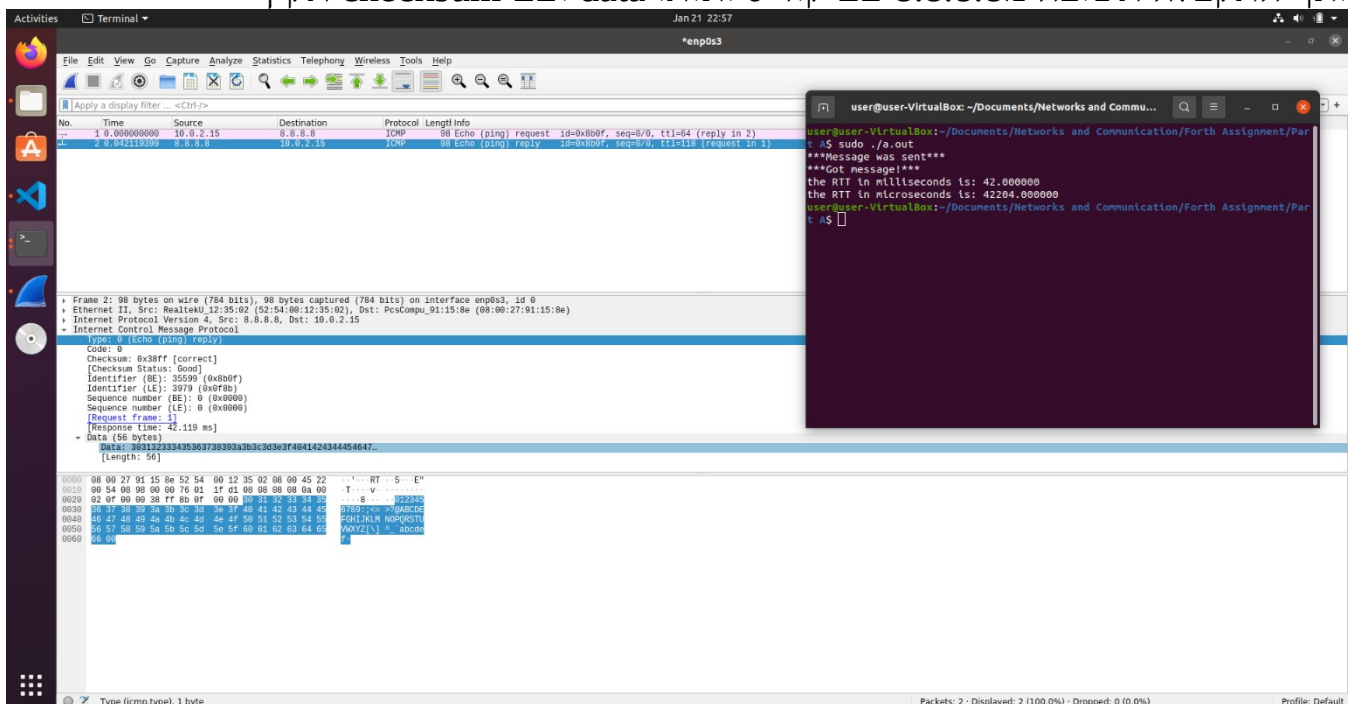 Activities Terminal Jan 21 22:57
*enp0s3
File Edit View Go Capture Analyze Statistics Telephony Wireless Tools Help
Apply a display filter ... <Ctrl-/>
No. Time Source Destination Protocol Lengtl Info
1 0.000000000 10.0.2.15 8.8.8.8 ICMP 98 Echo (ping) request id=0x8b0f, seq=0/0, ttl=64 (reply in 2)
2 0.042119399 8.8.8.8 10.0.2.15 ICMP 98 Echo (ping) reply id=0x8b0f, seq=0/0, ttl=118 (request in 1)
user@user-VirtualBox: ~/Documents/Networks and Commu...
user@user-VirtualBox:~/Documents/Networks and Communication/Forth Assignment/Par
t A$ sudo ./a.out
***Message was sent***
***Got message!***
the RTT in milliseconds is: 42.000000
the RTT in microseconds is: 42204.000000
user@user-VirtualBox:~/Documents/Networks and Communication/Forth Assignment/Par
t A$
Frame 2: 98 bytes on wire (784 bits), 98 bytes captured (784 bits) on interface enp0s3, id 0
Ethernet II, Src: RealtekU_12:35:02 (52:54:00:12:35:02), Dst: PcsCompu_91:15:8e (08:00:27:91:15:8e)
Internet Protocol Version 4, Src: 8.8.8.8, Dst: 10.0.2.15
Internet Control Message Protocol
Type: 0 (Echo (ping) reply)
Code: 0
Checksum: 0x38ff [correct]
[Checksum Status: Good]
Identifier (BE): 35599 (0x8b0f)
Identifier (LE): 3979 (0x0f8b)
Sequence number (BE): 0 (0x0000)
Sequence number (LE): 0 (0x0000)
[Request frame: 1]
[Response time: 42.119 ms]
Data (56 bytes)
Data: 303132333435363738393a3b3c3d3e3f4041424344454647…
[Length: 56]
0000 08 00 27 91 15 8e 52 54 00 12 35 02 08 00 45 22 ··'···RT ··5···E"
0010 00 54 08 98 00 00 76 01 1f d1 08 08 08 08 0a 00 ·T····v· ········
0020 02 0f 00 00 38 ff 8b 0f 00 00 30 31 32 33 34 35 ····8··· ··012345
0030 36 37 38 39 3a 3b 3c 3d 3e 3f 40 41 42 43 44 45 6789:;<= >?@ABCDE
0040 46 47 48 49 4a 4b 4c 4d 4e 4f 50 51 52 53 54 55 FGHIJKLM NOPQRSTU
0050 56 57 58 59 5a 5b 5c 5d 5e 5f 60 61 62 63 64 65 VWXYZ[\] ^_`abcde
0060 66 00 f·
Type (icmp.type), 1 byte Packets: 2 · Displayed: 2 (100.0%) · Dropped: 0 (0.0%) Profile: Default